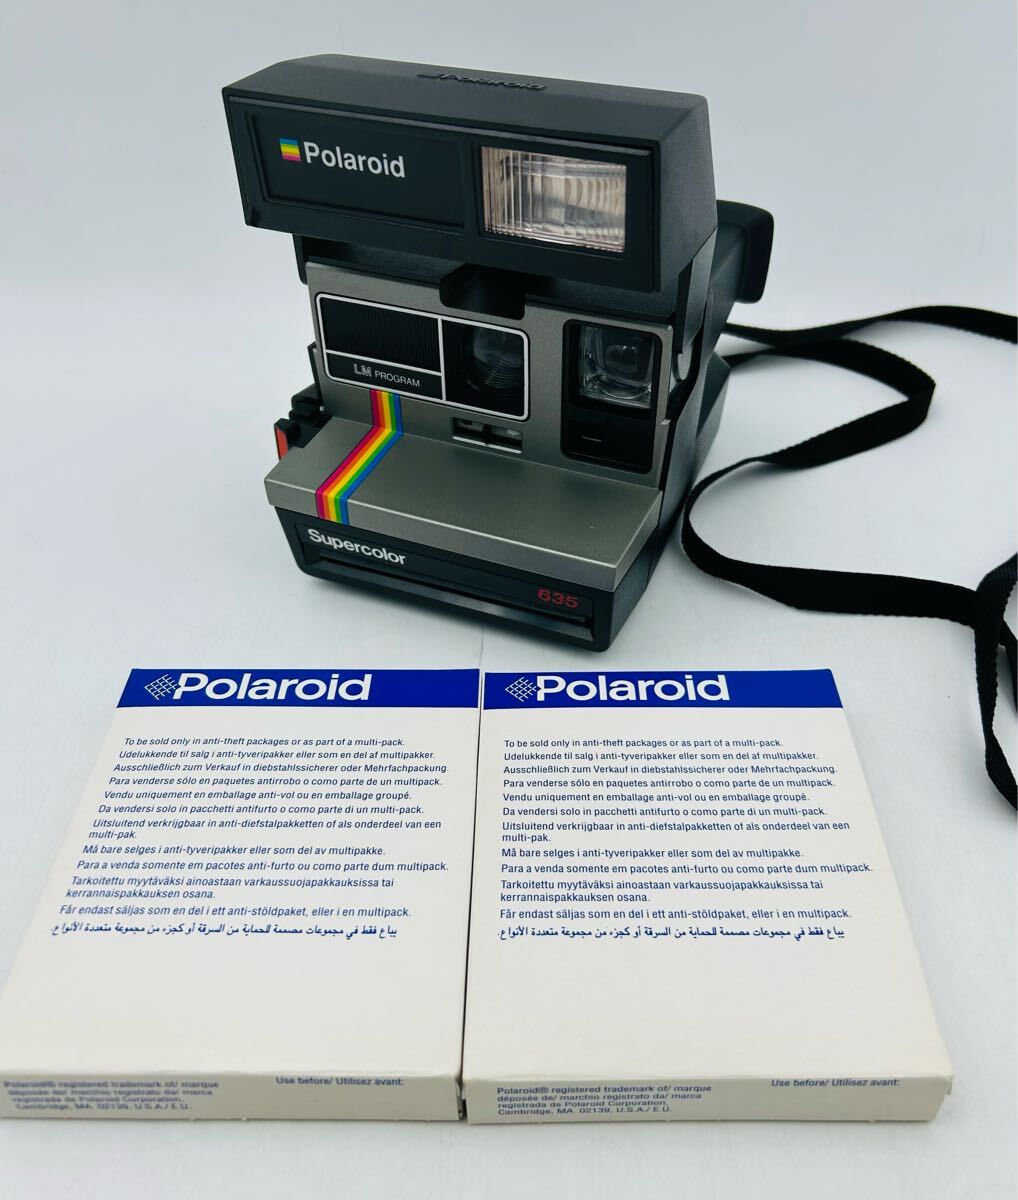 Polaroid
Polaroid
LM PROGRAM
Supercolor
635
Polaroid
To be sold only in anti-theft packages or as part of a multi-pack.
Udelukkende til salg i anti-tyveripakker eller som en del af multipakker.
Ausschließlich zum Verkauf in diebstahlssicherer oder Mehrfachpackung.
Para venderse sólo en paquetes antirrobo o como parte de un multipack.
Vendu uniquement en emballage anti-vol ou en emballage groupé.
Da vendersi solo in pacchetti antifurto o come parte di un multi-pack.
Uitsluitend verkrijgbaar in anti-diefstalpakketten of als onderdeel van een
multi-pak.
Må bare selges i anti-tyveripakker eller som del av multipakke.
Para a venda somente em pacotes anti-furto ou como parte dum multipack.
Tarkoitettu myytäväksi ainoastaan varkaussuojapakkauksissa tai
kerrannaispakkauksen osana.
Får endast säljas som en del i ett anti-stöldpaket, eller i en multipack.
يباع فقط في مجموعات مصممة للحماية من السرقة أو كجزء من مجموعة متعددة الأنواع.
Polaroid® registered trademark of/ marque
déposée de/ marchio registrato da/ marca
registrada de Polaroid Corporation,
Cambridge, MA 02139, U.S.A./ E.U.
Use before/ Utilisez avant:
Polaroid
To be sold only in anti-theft packages or as part of a multi-pack.
Udelukkende til salg i anti-tyveripakker eller som en del af multipakker.
Ausschließlich zum Verkauf in diebstahlssicherer oder Mehrfachpackung.
Para venderse sólo en paquetes antirrobo o como parte de un multipack.
Vendu uniquement en emballage anti-vol ou en emballage groupé.
Da vendersi solo in pacchetti antifurto o come parte di un multi-pack.
Uitsluitend verkrijgbaar in anti-diefstalpakketten of als onderdeel van een
multi-pak.
Må bare selges i anti-tyveripakker eller som del av multipakke.
Para a venda somente em pacotes anti-furto ou como parte dum multipack.
Tarkoitettu myytäväksi ainoastaan varkaussuojapakkauksissa tai
kerrannaispakkauksen osana.
Får endast säljas som en del i ett anti-stöldpaket, eller i en multipack.
يباع فقط في مجموعات مصممة للحماية من السرقة أو كجزء من مجموعة متعددة الأنواع.
Polaroid® registered trademark of/ marque
déposée de/ marchio registrato da/ marca
registrada de Polaroid Corporation,
Cambridge, MA 02139, U.S.A./ E.U.
Use before/ Utilisez avant: